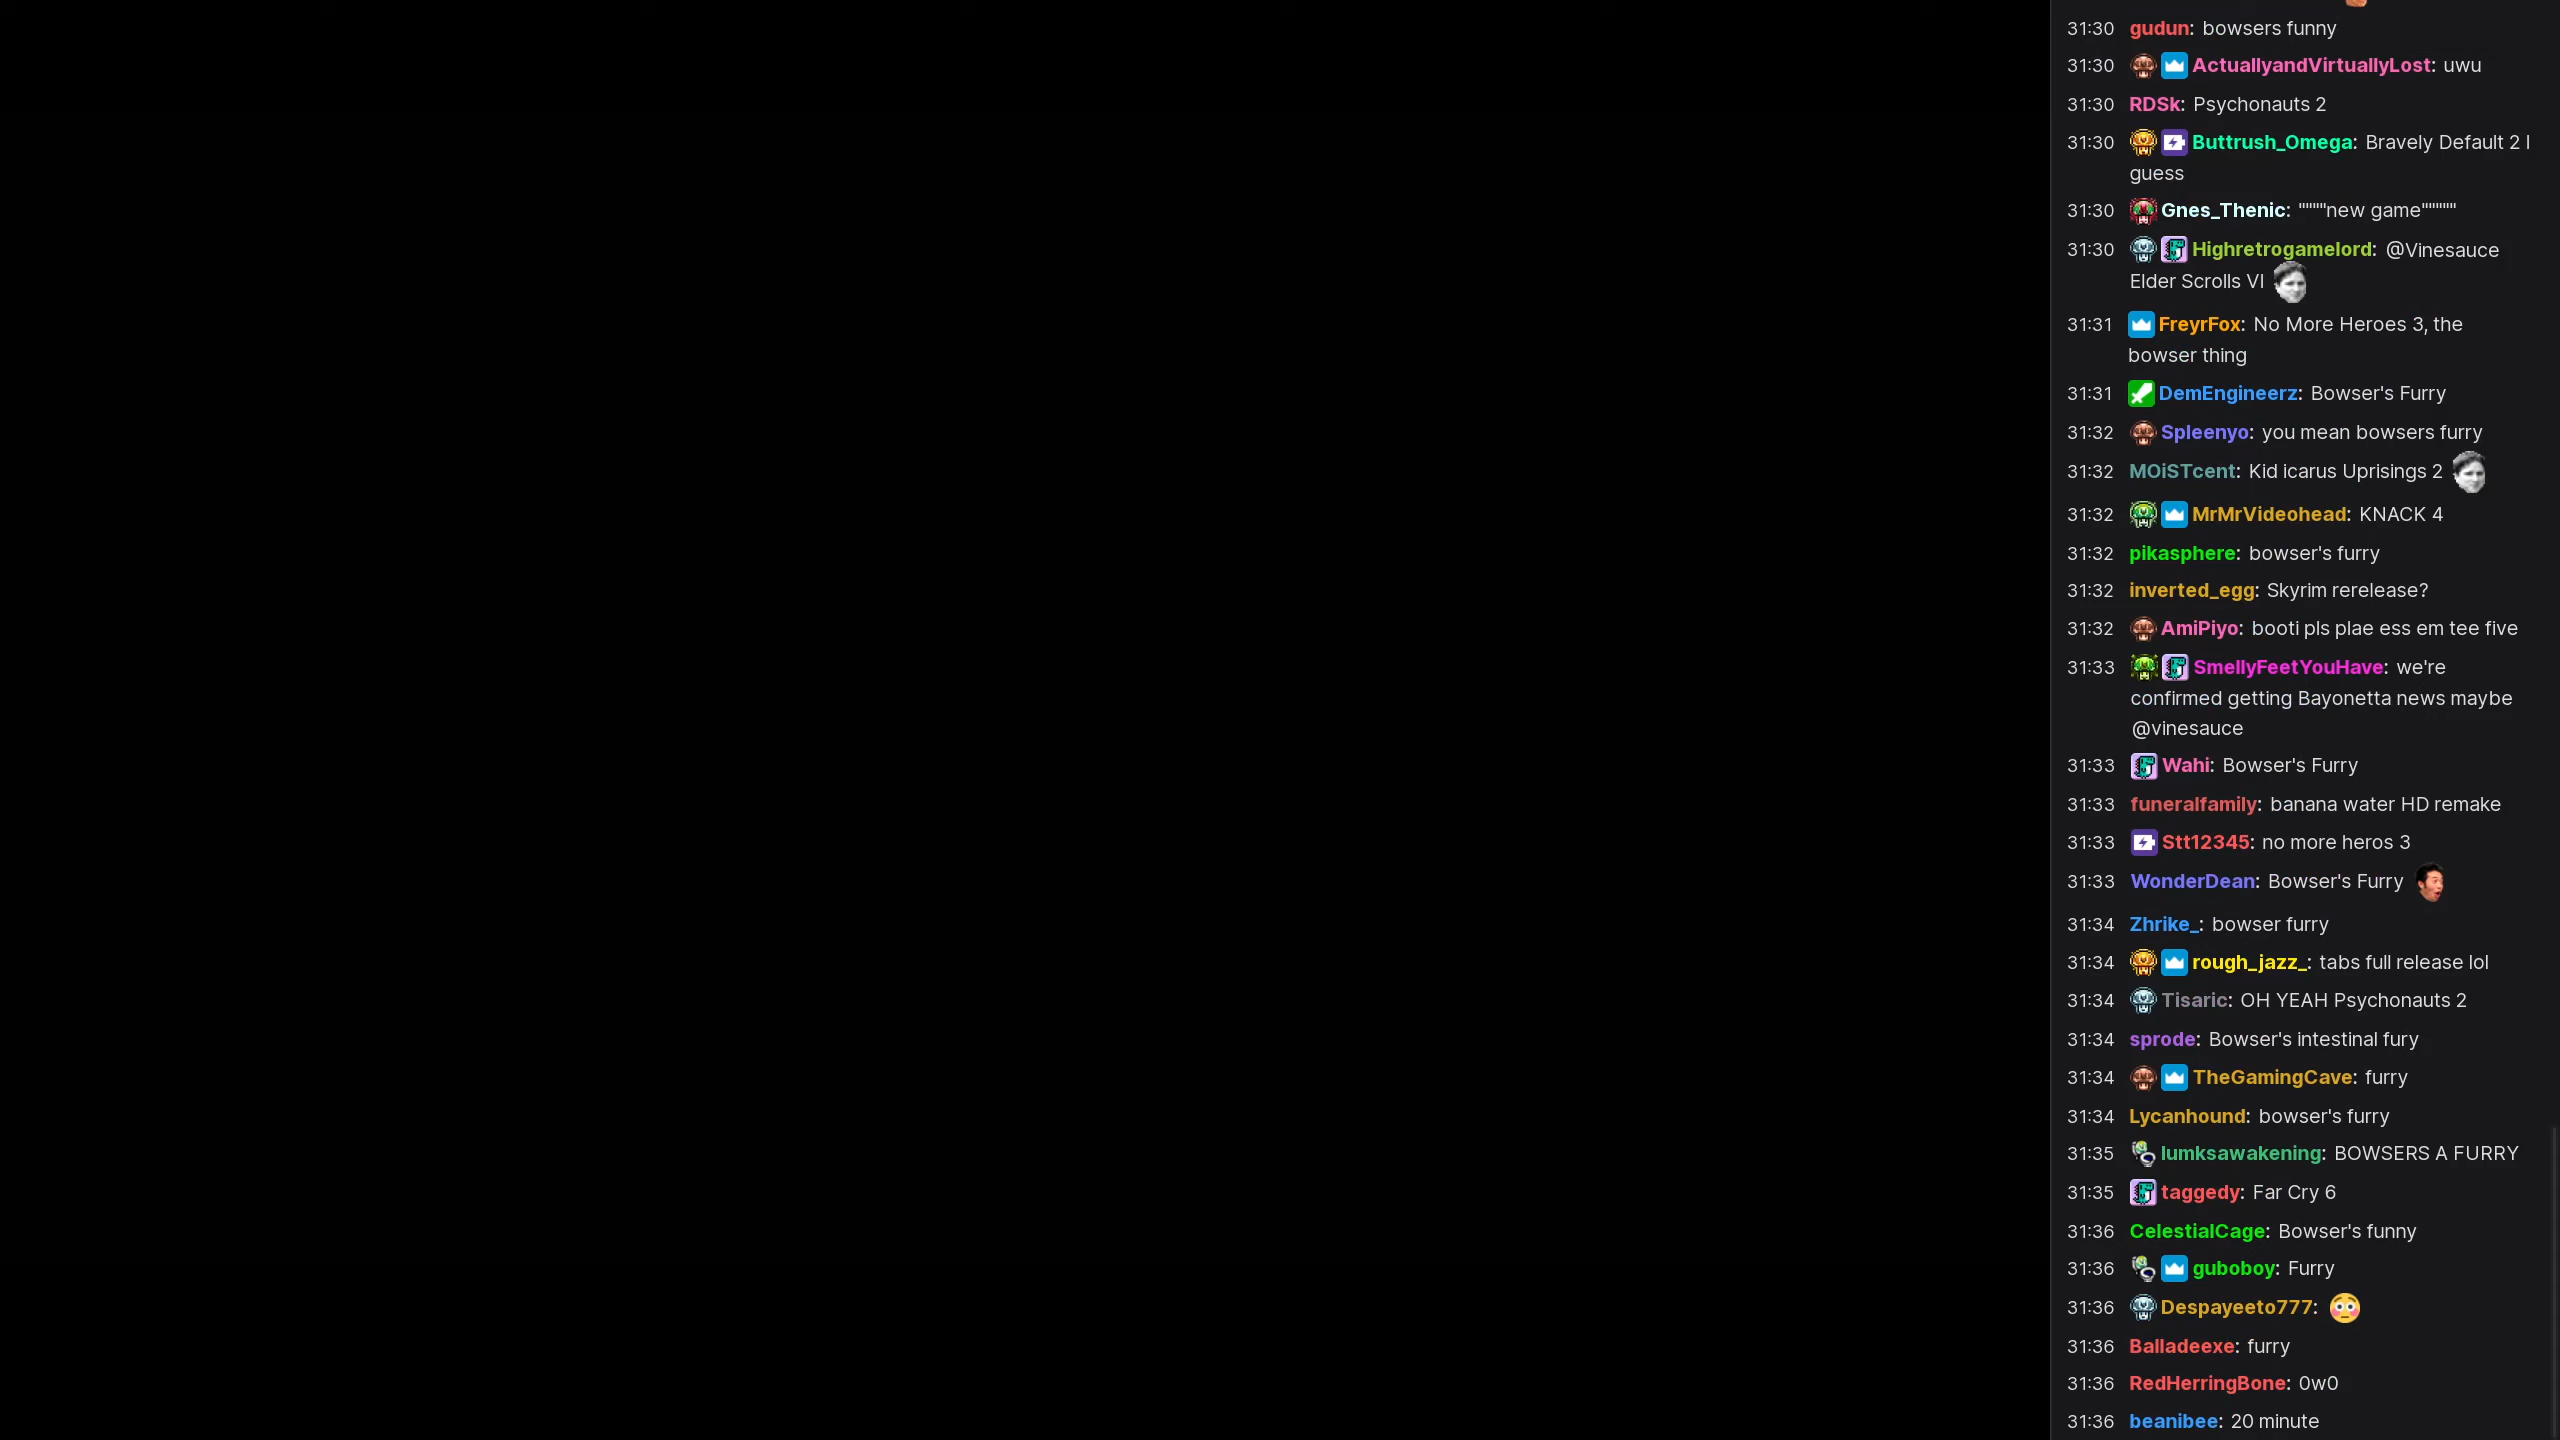 31:30 gudun: bowsers funny
31:30 ActuallyandVirtuallyLost: uwu
31:30 RDSk: Psychonauts 2
31:30 Buttrush_Omega: Bravely Default 2 I
guess
31:30 Gnes_Thenic: """"new game"""""
31:30 Highretrogamelord: @Vinesauce
Elder Scrolls VI
31:31 FreyrFox: No More Heroes 3, the
bowser thing
31:31 DemEngineerz: Bowser's Furry
31:32 Spleenyo: you mean bowsers furry
31:32 MOiSTcent: Kid icarus Uprisings 2
31:32 MrMrVideohead: KNACK 4
31:32 pikasphere: bowser's furry
31:32 inverted_egg: Skyrim rerelease?
31:32 AmiPiyo: booti pls plae ess em tee five
31:33 SmellyFeetYouHave: we're
confirmed getting Bayonetta news maybe
@vinesauce
31:33 Wahi: Bowser's Furry
31:33 funeralfamily: banana water HD remake
31:33 Stt12345: no more heros 3
31:33 WonderDean: Bowser's Furry
31:34 Zhrike_: bowser furry
31:34 rough_jazz_: tabs full release lol
31:34 Tisaric: OH YEAH Psychonauts 2
31:34 sprode: Bowser's intestinal fury
31:34 TheGamingCave: furry
31:34 Lycanhound: bowser's furry
31:35 lumksawakening: BOWSERS A FURRY
31:35 taggedy: Far Cry 6
31:36 CelestialCage: Bowser's funny
31:36 guboboy: Furry
31:36 Despayeeto777:
31:36 Balladeexe: furry
31:36 RedHerringBone: 0w0
31:36 beanibee: 20 minute